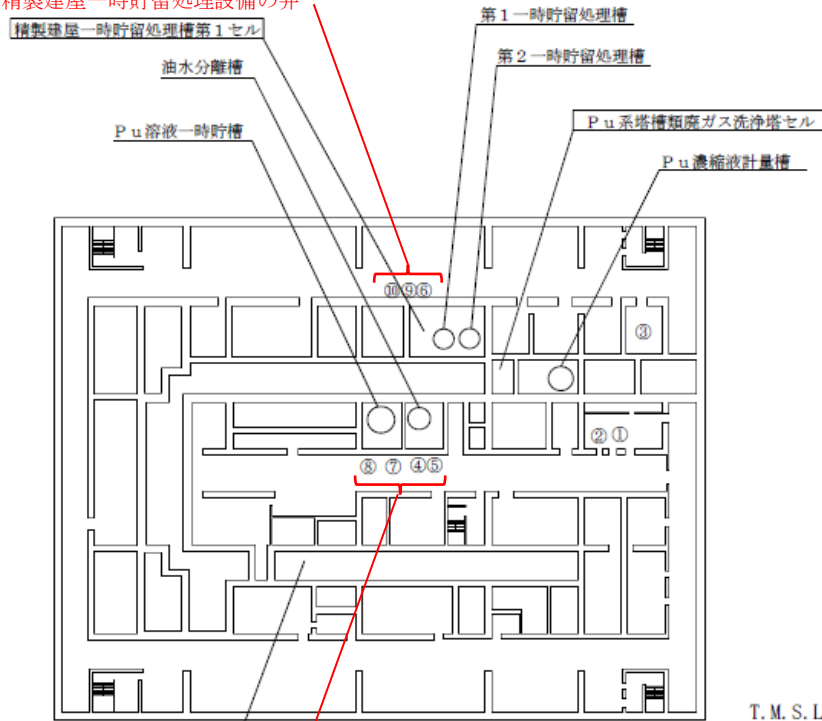 精製建屋一時貯留処理設備の弁
第1一時貯留処理槽
精製建屋一時貯留処理槽第1セル
第2一時貯留処理槽
油水分離槽
Pu系塔槽類廃ガス洗浄塔セル
Pu溶液一時貯槽
Pu濃縮液計量槽
⑩⑨⑥
③
② ①
⑧ ⑦ ④⑤
T.M.S.L